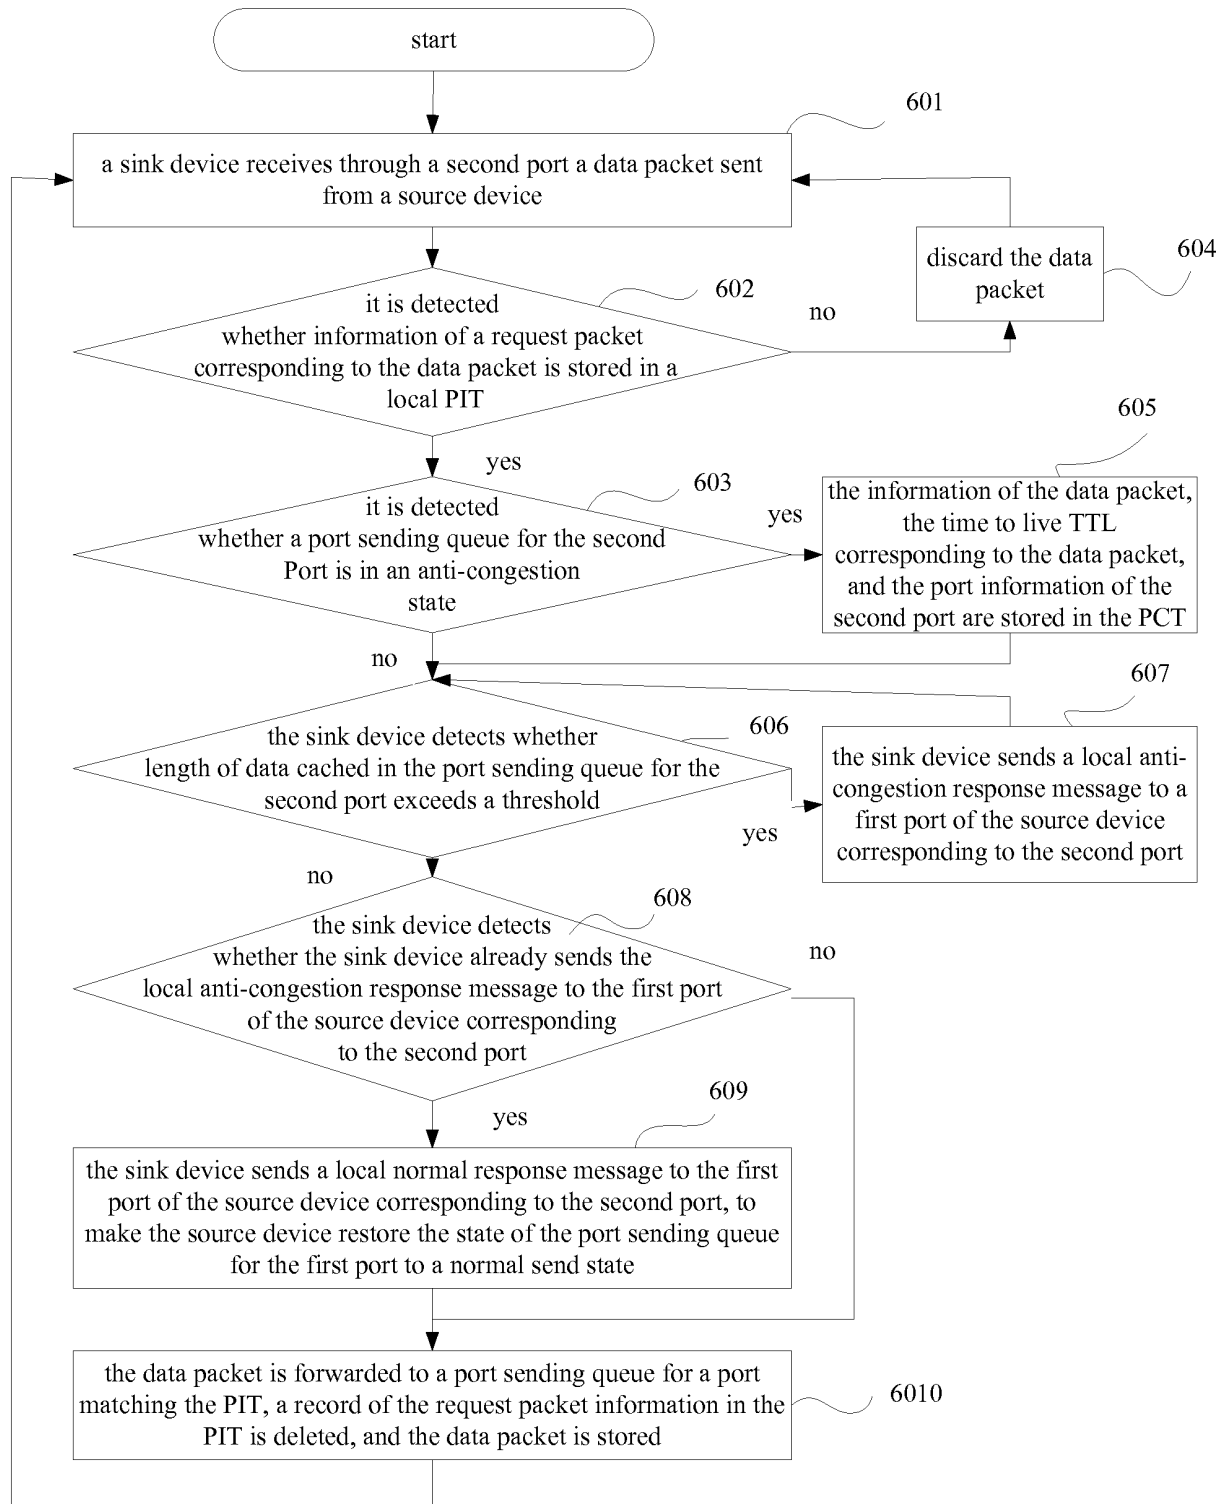 start
601
a sink device receives through a second port a data packet sent
from a source device
discard the data
packet
604
602
it is detected
whether information of a request packet
corresponding to the data packet is stored in a
local PIT
no
yes
603
it is detected
whether a port sending queue for the second
Port is in an anti-congestion
state
yes
605
the information of the data packet,
the time to live TTL
corresponding to the data packet,
and the port information of the
second port are stored in the PCT
no
606
the sink device detects whether
length of data cached in the port sending queue for the
second port exceeds a threshold
yes
607
the sink device sends a local anti-
congestion response message to a
first port of the source device
corresponding to the second port
no
608
the sink device detects
whether the sink device already sends the
local anti-congestion response message to the first port
of the source device corresponding
to the second port
no
yes
609
the sink device sends a local normal response message to the first
port of the source device corresponding to the second port, to
make the source device restore the state of the port sending queue
for the first port to a normal send state
the data packet is forwarded to a port sending queue for a port
matching the PIT, a record of the request packet information in the
PIT is deleted, and the data packet is stored
6010